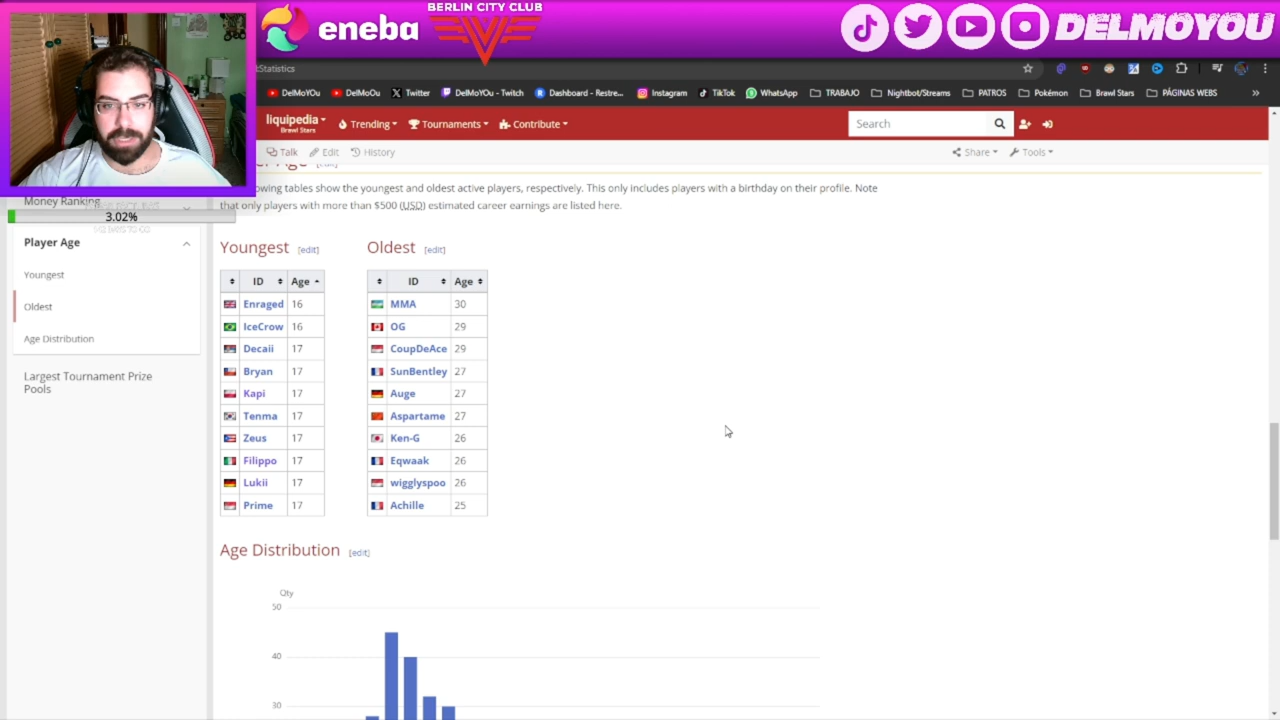 BERLIN CITY CLUB
eneba
DELMOYOU
:Statistics
DelMoYOu
DelMoOu
Twitter
DelMoYOu - Twitch
Dashboard - Restre...
Instagram
TikTok
WhatsApp
TRABAJO
Nightbot/Streams
PATROS
Pokémon
Brawl Stars
PÁGINAS WEBS
»
liquipedia
Brawl Stars
Trending
Tournaments
Contribute
Search
Talk
Edit
History
Share
Tools
[edit]
owing tables show the youngest and oldest active players, respectively. This only includes players with a birthday on their profile. Note
that only players with more than $500 (USD) estimated career earnings are listed here.
Money Ranking
3.02%
Player Age
Youngest
Oldest
Age Distribution
Largest Tournament Prize
Pools
Youngest [edit]
ID Age
Enraged 16
IceCrow 16
Decaii 17
Bryan 17
Kapi 17
Tenma 17
Zeus 17
Filippo 17
Lukii 17
Prime 17
Oldest [edit]
ID Age
MMA 30
OG 29
CoupDeAce 29
SunBentley 27
Auge 27
Aspartame 27
Ken-G 26
Eqwaak 26
wigglyspoo 26
Achille 25
Age Distribution [edit]
Qty
50
40
30